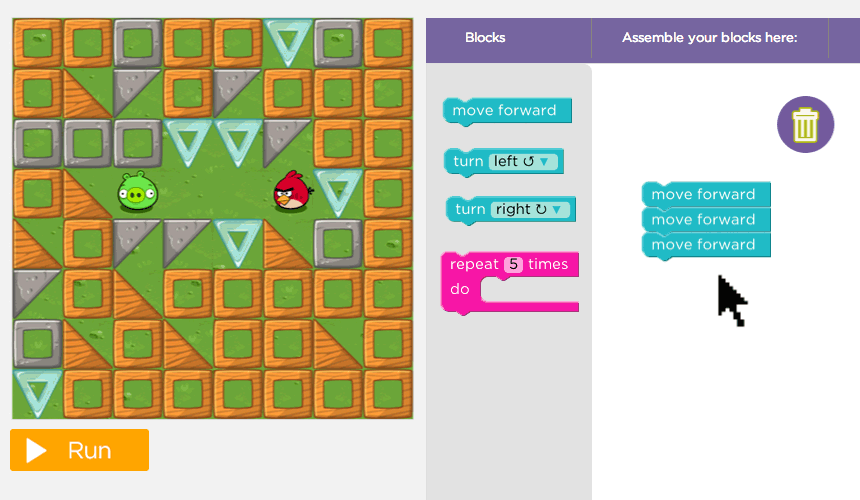 Blocks
Assemble your blocks here:
move forward
turn left ↺ ▼
turn right ↻ ▼
repeat 5 times
do
move forward
move forward
move forward
Run